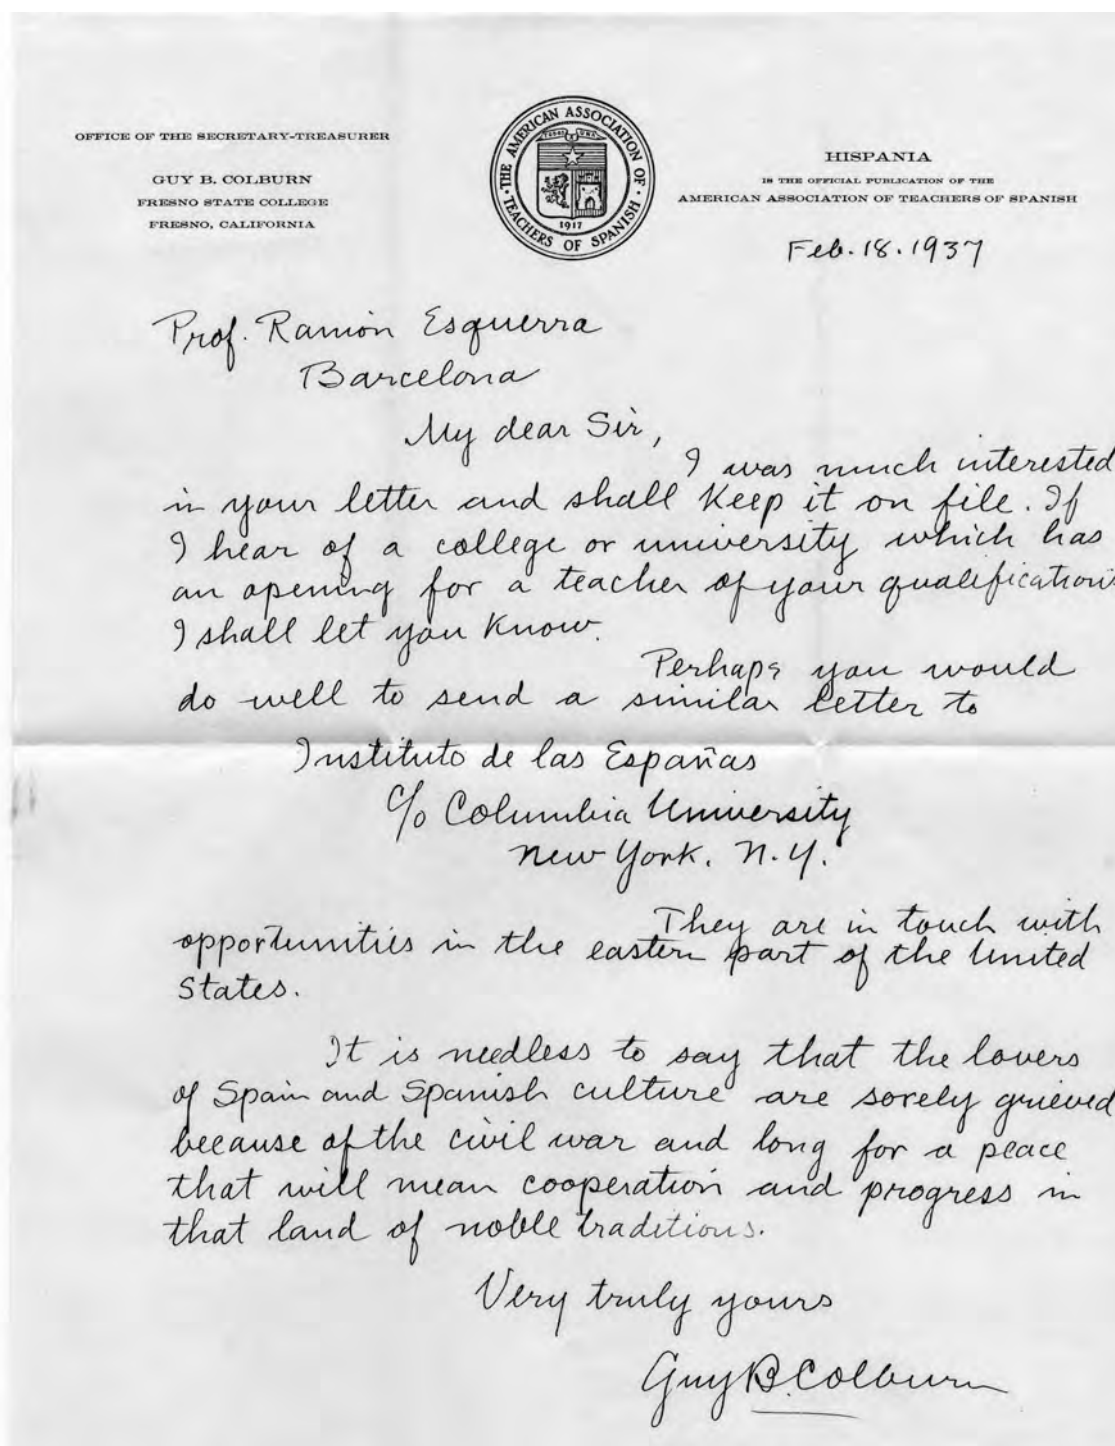 OFFICE OF THE SECRETARY-TREASURER
GUY B. COLBURN
FRESNO STATE COLLEGE
FRESNO, CALIFORNIA
THE AMERICAN ASSOCIATION OF
TEACHERS OF SPANISH
1917
HISPANIA
IS THE OFFICIAL PUBLICATION OF THE
AMERICAN ASSOCIATION OF TEACHERS OF SPANISH
Feb. 18. 1937
Prof. Ramón Esquerra
Barcelona
My dear Sir,
I was much interested
in your letter and shall keep it on file. If
I hear of a college or university which has
an opening for a teacher of your qualifications
I shall let you know.
Perhaps you would
do well to send a similar letter to
Instituto de las Españas
c/o Columbia University
New York. N.Y.
They are in touch with
opportunities in the eastern part of the United
States.
It is needless to say that the lovers
of Spain and Spanish culture are sorely grieved
because of the civil war and long for a peace
that will mean cooperation and progress in
that land of noble traditions.
Very truly yours
Guy B. Colburn